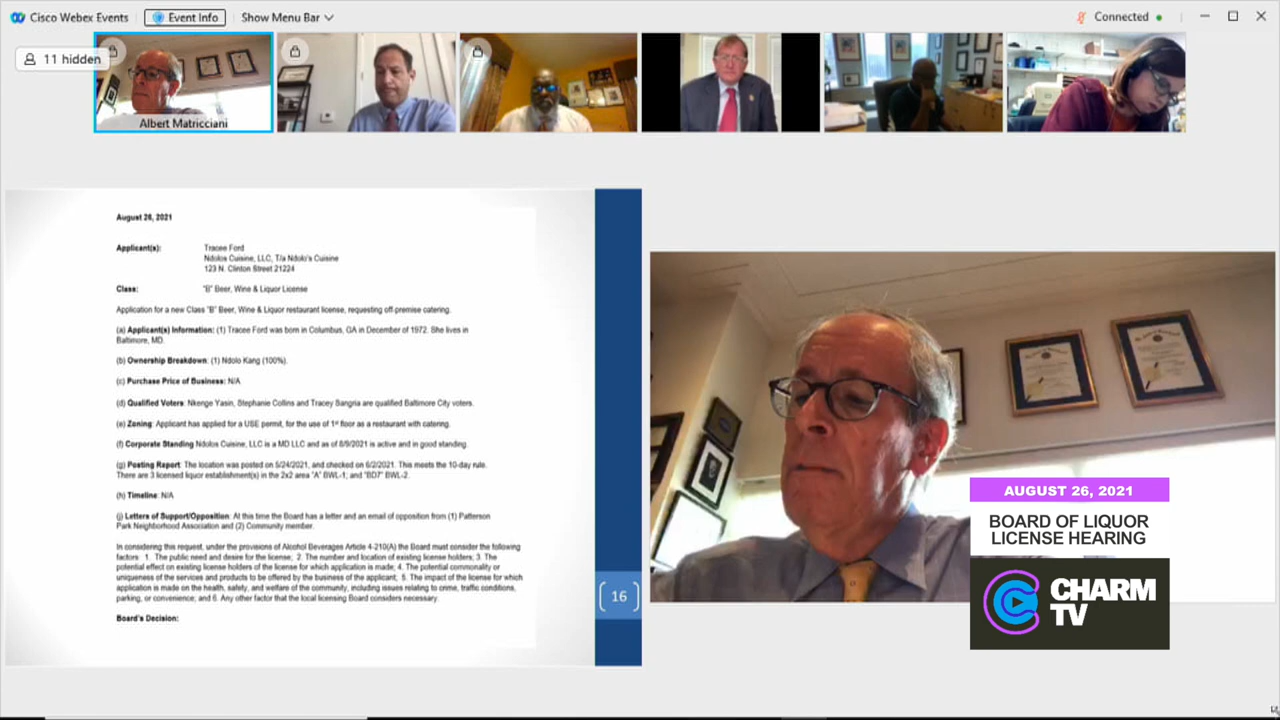 Cisco Webex Events
Event Info
Show Menu Bar
Connected
11 hidden
Albert Matricciani
August 26, 2021
Applicant(s): Tracee Ford
Ndolos Cuisine, LLC, T/a Ndolo's Cuisine
123 N. Clinton Street 21224
Class: "B" Beer, Wine & Liquor License
Application for a new Class "B" Beer, Wine & Liquor restaurant license, requesting off-premise catering.
(a) Applicant(s) Information: (1) Tracee Ford was born in Columbus, GA in December of 1972. She lives in
Baltimore, MD.
(b) Ownership Breakdown: (1) Ndolo Kang (100%).
(c) Purchase Price of Business: N/A
(d) Qualified Voters: Nkenge Yasin, Stephanie Collins and Tracey Sangria are qualified Baltimore City voters.
(e) Zoning: Applicant has applied for a USE permit, for the use of 1st floor as a restaurant with catering.
(f) Corporate Standing Ndolos Cuisine, LLC is a MD LLC and as of 8/9/2021 is active and in good standing.
(g) Posting Report: The location was posted on 5/24/2021, and checked on 6/2/2021. This meets the 10-day rule.
There are 3 licensed liquor establishment(s) in the 2x2 area "A" BWL-1; and "BD7" BWL-2.
(h) Timeline: N/A
(j) Letters of Support/Opposition: At this time the Board has a letter and an email of opposition from (1) Patterson
Park Neighborhood Association and (2) Community member.
In considering this request, under the provisions of Alcohol Beverages Article 4-210(A) the Board must consider the following
factors: 1. The public need and desire for the license; 2. The number and location of existing license holders; 3. The
potential effect on existing license holders of the license for which application is made; 4. The potential commonality or
uniqueness of the services and products to be offered by the business of the applicant; 5. The impact of the license for which
application is made on the health, safety, and welfare of the community, including issues relating to crime, traffic conditions,
parking, or convenience; and 6. Any other factor that the local licensing Board considers necessary.
Board's Decision:
16
AUGUST 26, 2021
BOARD OF LIQUOR
LICENSE HEARING
CHARM
TV